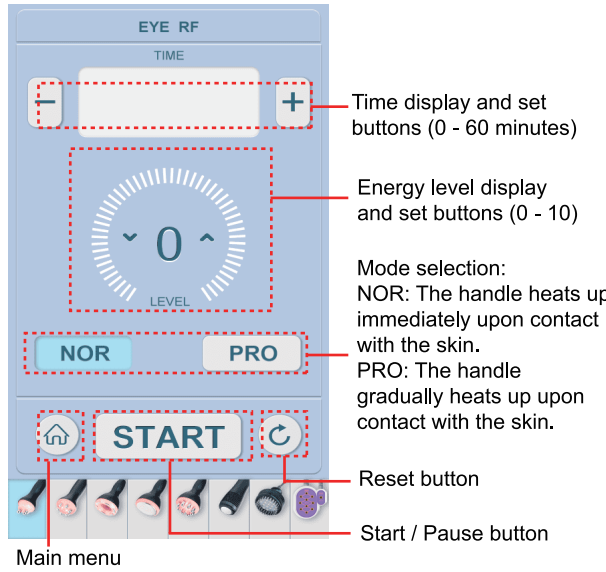 EYE RF
TIME
− +
Time display and set
buttons (0 - 60 minutes)
Energy level display
and set buttons (0 - 10)
0
LEVEL
Mode selection:
NOR: The handle heats up
immediately upon contact
with the skin.
PRO: The handle
gradually heats up upon
contact with the skin.
NOR PRO
START
Reset button
Start / Pause button
Main menu